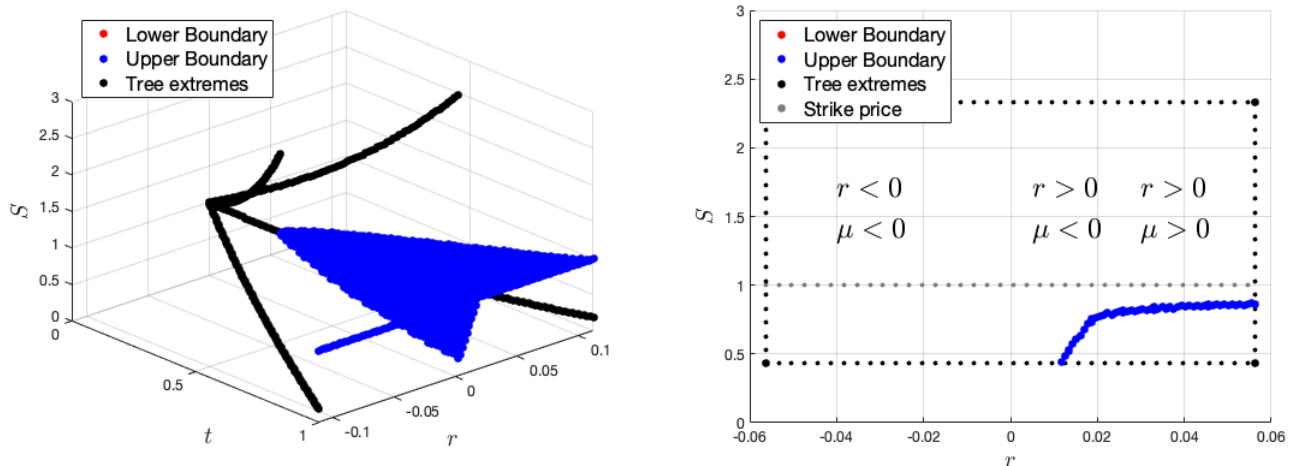 Lower Boundary
Upper Boundary
Tree extremes
3
2.5
2
1.5
1
0.5
0
S
0
0.5
1
t
-0.1
-0.05
0
0.05
0.1
r
Lower Boundary
Upper Boundary
Tree extremes
Strike price
3
2.5
2
1.5
1
0.5
0
S
r < 0 r > 0 r > 0
μ < 0 μ < 0 μ > 0
-0.06 -0.04 -0.02 0 0.02 0.04 0.06
r